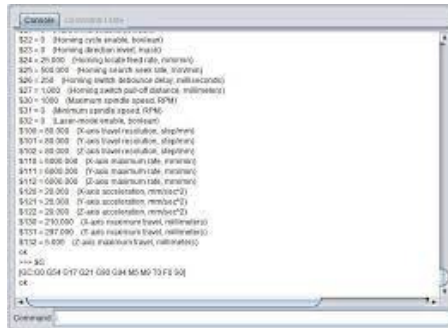 Console
$22 = 0 (Homing cycle enable, boolean)
$23 = 0 (Homing direction invert, mask)
$24 = 25.000 (Homing locate feed rate, mm/min)
$25 = 500.000 (Homing search seek rate, mm/min)
$26 = 250 (Homing switch debounce delay, milliseconds)
$27 = 1.000 (Homing switch pull-off distance, millimeters)
$30 = 1000 (Maximum spindle speed, RPM)
$31 = 0 (Minimum spindle speed, RPM)
$32 = 0 (Laser-mode enable, boolean)
$100 = 80.000 (X-axis travel resolution, step/mm)
$101 = 80.000 (Y-axis travel resolution, step/mm)
$102 = 80.000 (Z-axis travel resolution, step/mm)
$110 = 6000.000 (X-axis maximum rate, mm/min)
$111 = 6000.000 (Y-axis maximum rate, mm/min)
$112 = 6000.000 (Z-axis maximum rate, mm/min)
$120 = 20.000 (X-axis acceleration, mm/sec^2)
$121 = 20.000 (Y-axis acceleration, mm/sec^2)
$122 = 20.000 (Z-axis acceleration, mm/sec^2)
$130 = 210.000 (X-axis maximum travel, millimeters)
$131 = 297.000 (Y-axis maximum travel, millimeters)
$132 = 5.000 (Z-axis maximum travel, millimeters)
ok
>>> $G
[GC:G0 G54 G17 G21 G90 G94 M5 M9 T0 F0 S0]
ok
Command